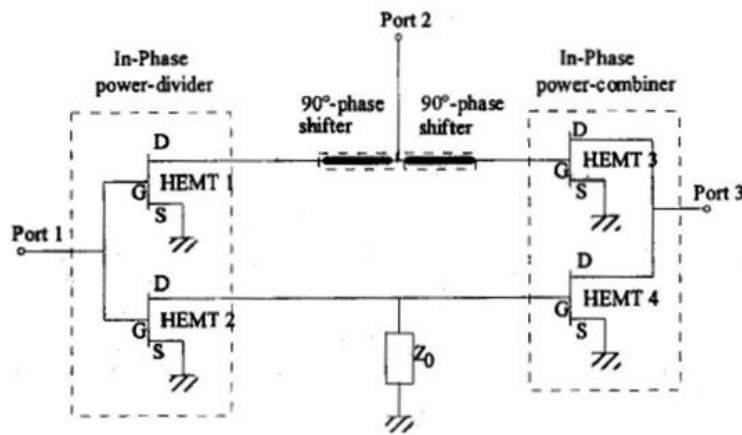 Port 2
In-Phase
power-divider
In-Phase
power-combiner
90°-phase
shifter
90°-phase
shifter
D
HEMT 1
G
S
D
HEMT 3
G
S
Port 1
Port 3
D
G
HEMT 2
S
D
G
HEMT 4
S
Z0